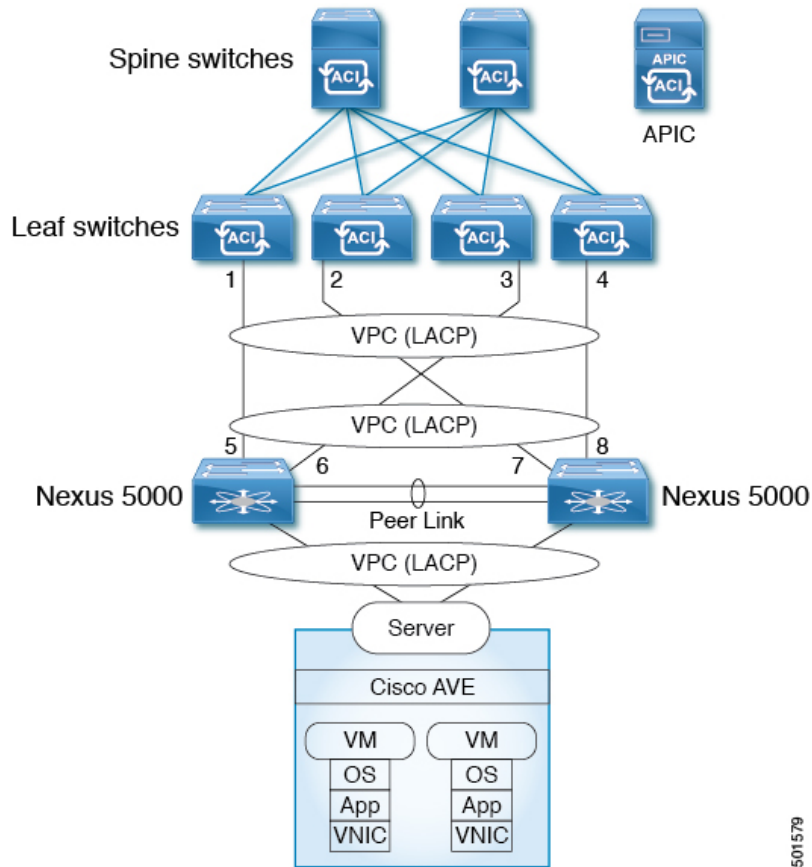 Spine switches
ACI
ACI
APIC
ACI
APIC
Leaf switches
ACI
ACI
ACI
ACI
1
2
3
4
VPC (LACP)
VPC (LACP)
5
6
7
8
Nexus 5000
Nexus 5000
Peer Link
VPC (LACP)
Server
Cisco AVE
VM
VM
OS
OS
App
App
VNIC
VNIC
501579